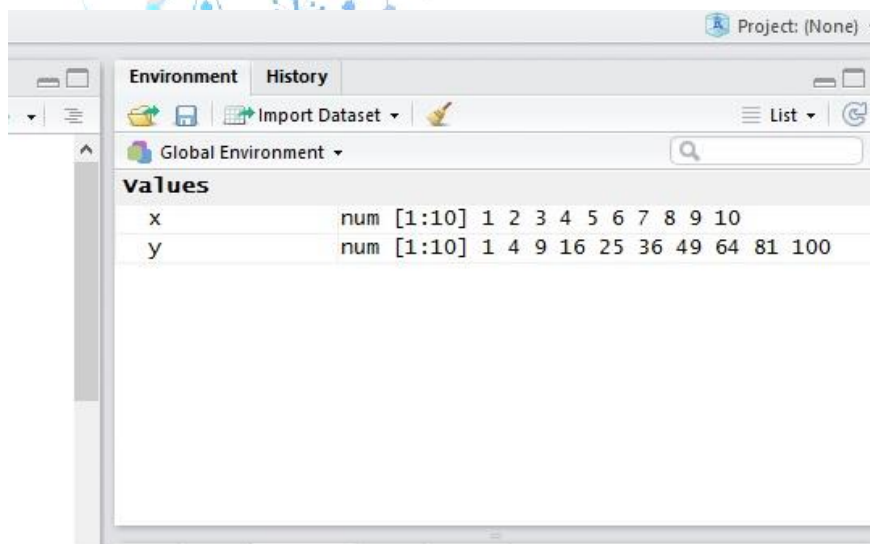 Project: (None)
Environment History
Import Dataset List
Global Environment
Values
x num [1:10] 1 2 3 4 5 6 7 8 9 10
y num [1:10] 1 4 9 16 25 36 49 64 81 100